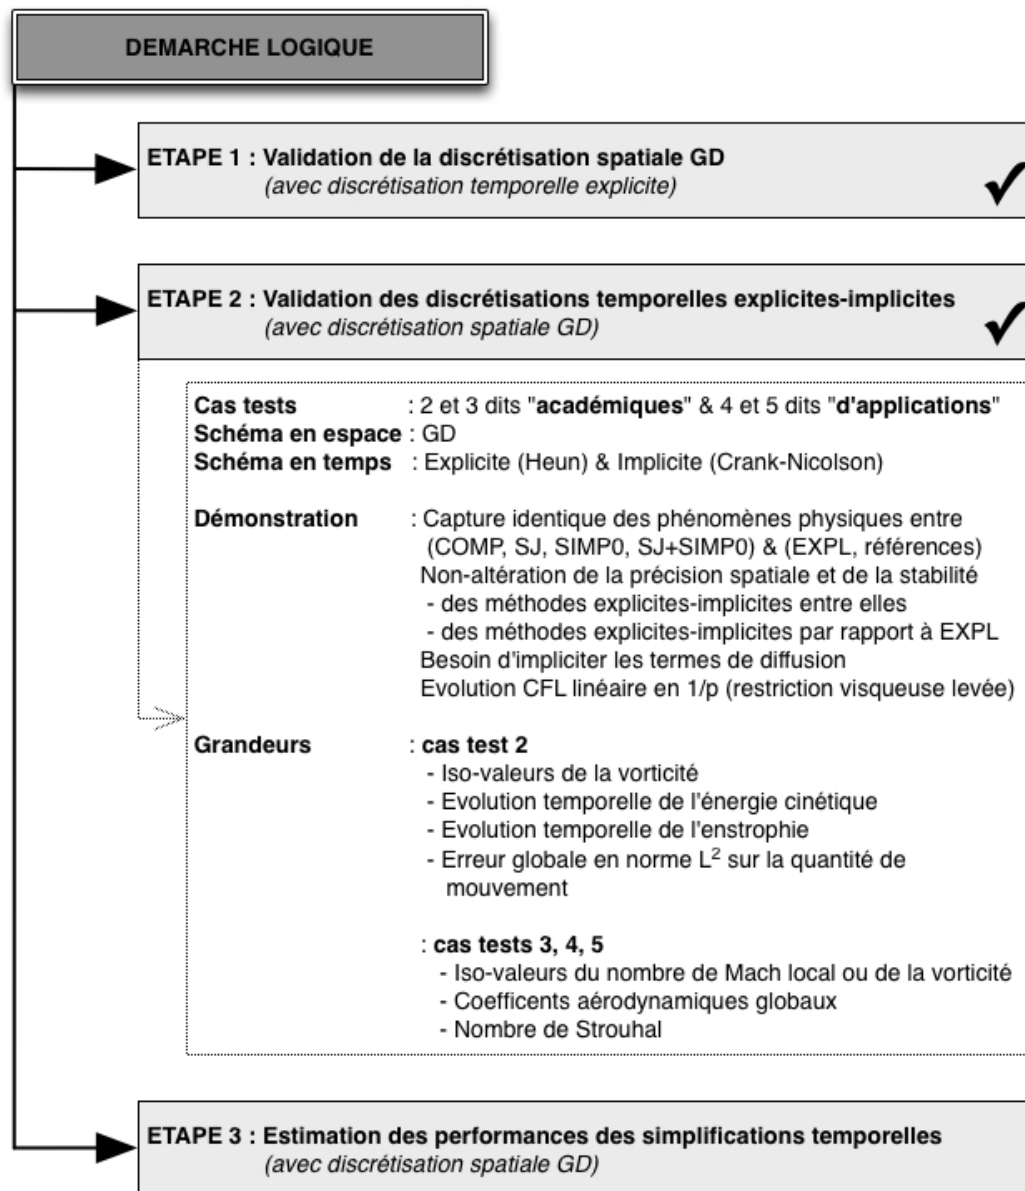 DEMARCHE LOGIQUE
ETAPE 1 : Validation de la discrétisation spatiale GD
(avec discrétisation temporelle explicite)
ETAPE 2 : Validation des discrétisations temporelles explicites-implicites
(avec discrétisation spatiale GD)
Cas tests : 2 et 3 dits "académiques" & 4 et 5 dits "d'applications"
Schéma en espace : GD
Schéma en temps : Explicite (Heun) & Implicite (Crank-Nicolson)
Démonstration : Capture identique des phénomènes physiques entre
(COMP, SJ, SIMP0, SJ+SIMP0) & (EXPL, références)
Non-altération de la précision spatiale et de la stabilité
- des méthodes explicites-implicites entre elles
- des méthodes explicites-implicites par rapport à EXPL
Besoin d'impliciter les termes de diffusion
Evolution CFL linéaire en 1/p (restriction visqueuse levée)
Grandeurs : cas test 2
- Iso-valeurs de la vorticité
- Evolution temporelle de l'énergie cinétique
- Evolution temporelle de l'enstrophie
- Erreur globale en norme L² sur la quantité de
mouvement
: cas tests 3, 4, 5
- Iso-valeurs du nombre de Mach local ou de la vorticité
- Coefficents aérodynamiques globaux
- Nombre de Strouhal
ETAPE 3 : Estimation des performances des simplifications temporelles
(avec discrétisation spatiale GD)